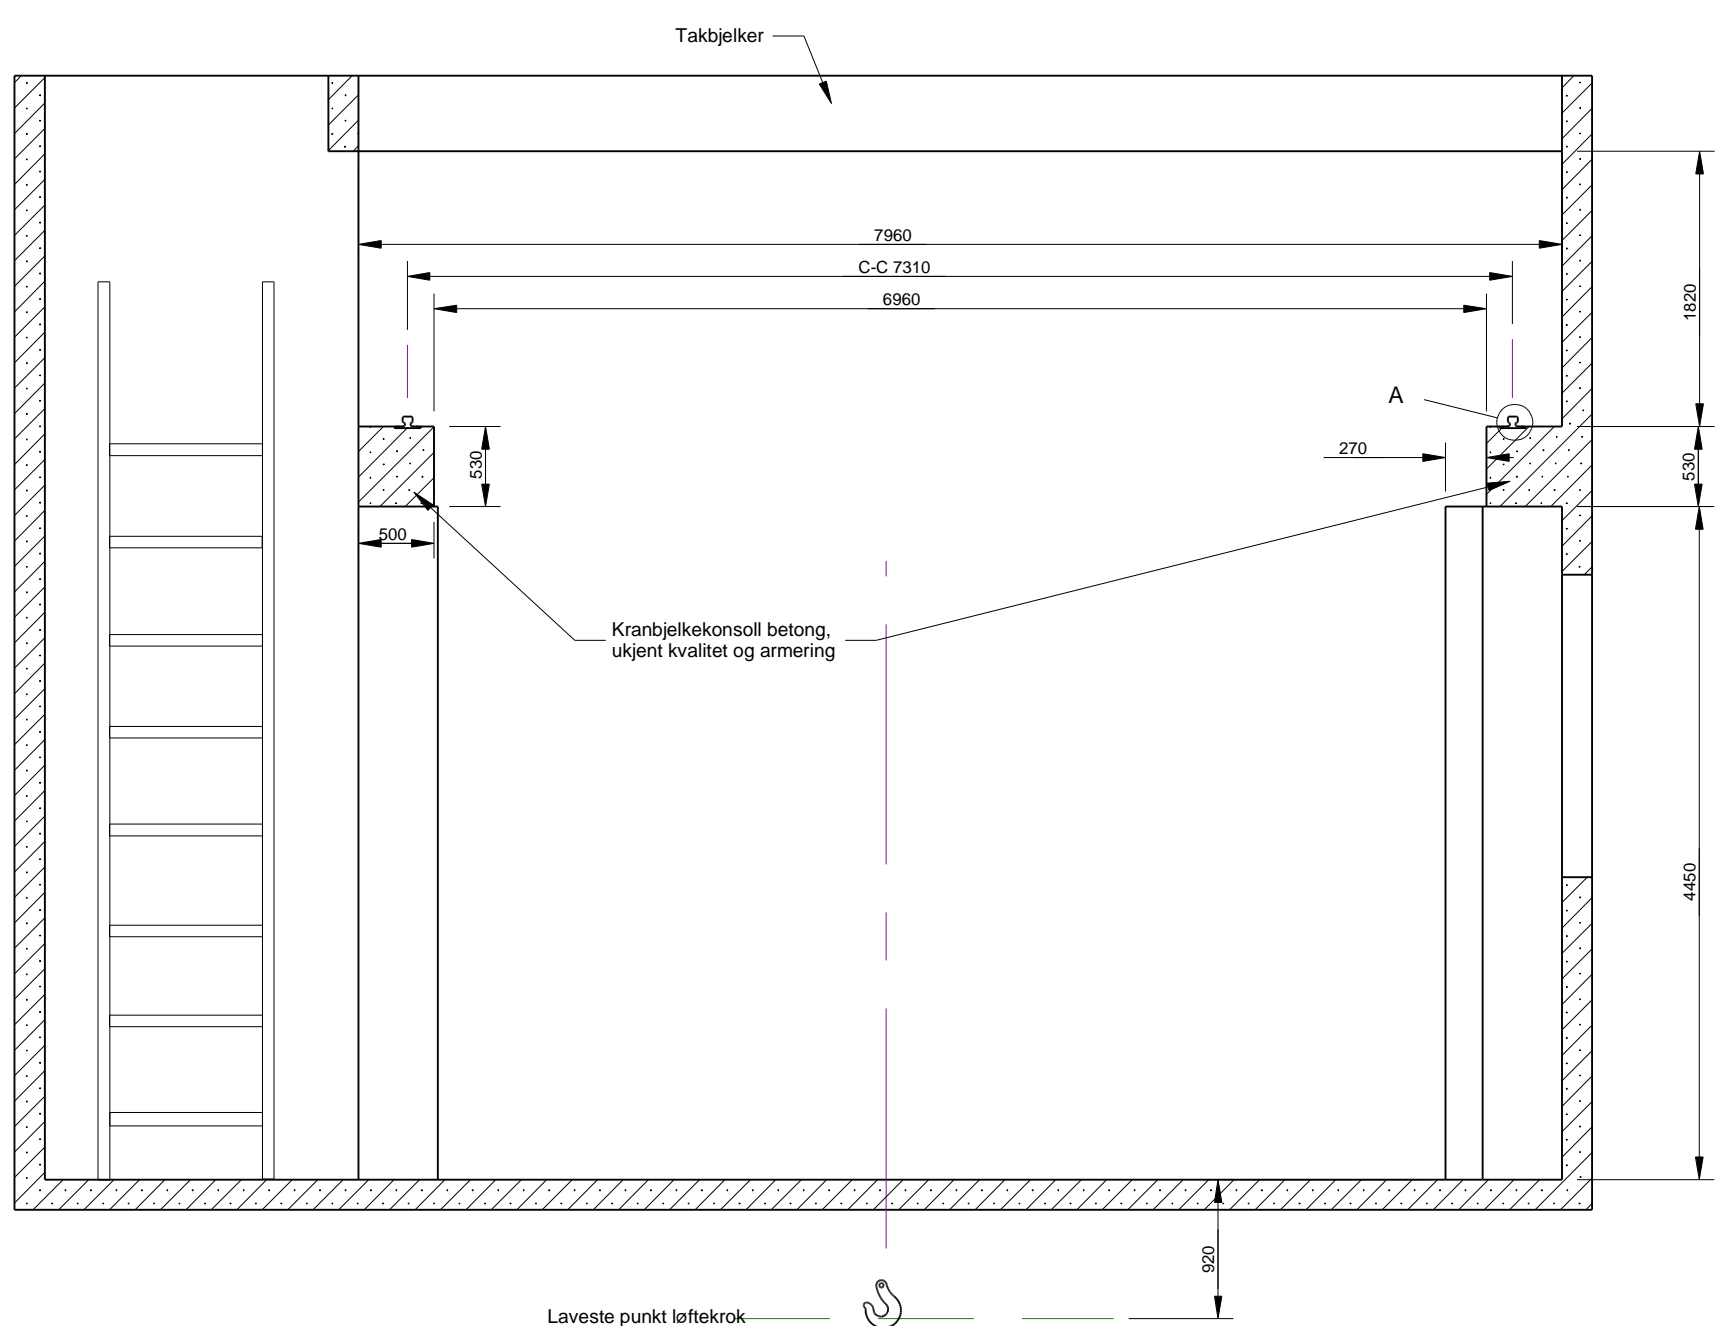 Takbjelker
7960
C-C 7310
6960
1820
A
270
530
530
500
Kranbjelkekonsoll betong,
ukjent kvalitet og armering
4450
920
Laveste punkt løftekrok